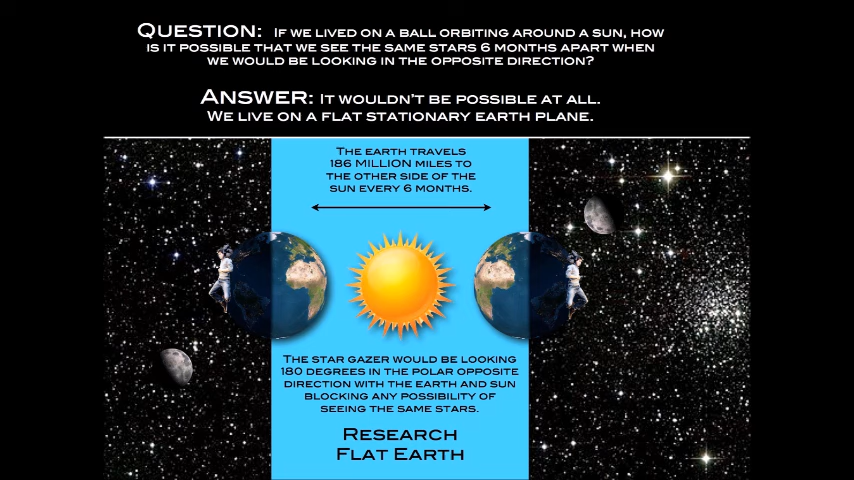 QUESTION: IF WE LIVED ON A BALL ORBITING AROUND A SUN, HOW
IS IT POSSIBLE THAT WE SEE THE SAME STARS 6 MONTHS APART WHEN
WE WOULD BE LOOKING IN THE OPPOSITE DIRECTION?
ANSWER: IT WOULDN'T BE POSSIBLE AT ALL.
WE LIVE ON A FLAT STATIONARY EARTH PLANE.
THE EARTH TRAVELS
186 MILLION MILES TO
THE OTHER SIDE OF THE
SUN EVERY 6 MONTHS.
THE STAR GAZER WOULD BE LOOKING
180 DEGREES IN THE POLAR OPPOSITE
DIRECTION WITH THE EARTH AND SUN
BLOCKING ANY POSSIBILITY OF
SEEING THE SAME STARS.
RESEARCH
FLAT EARTH